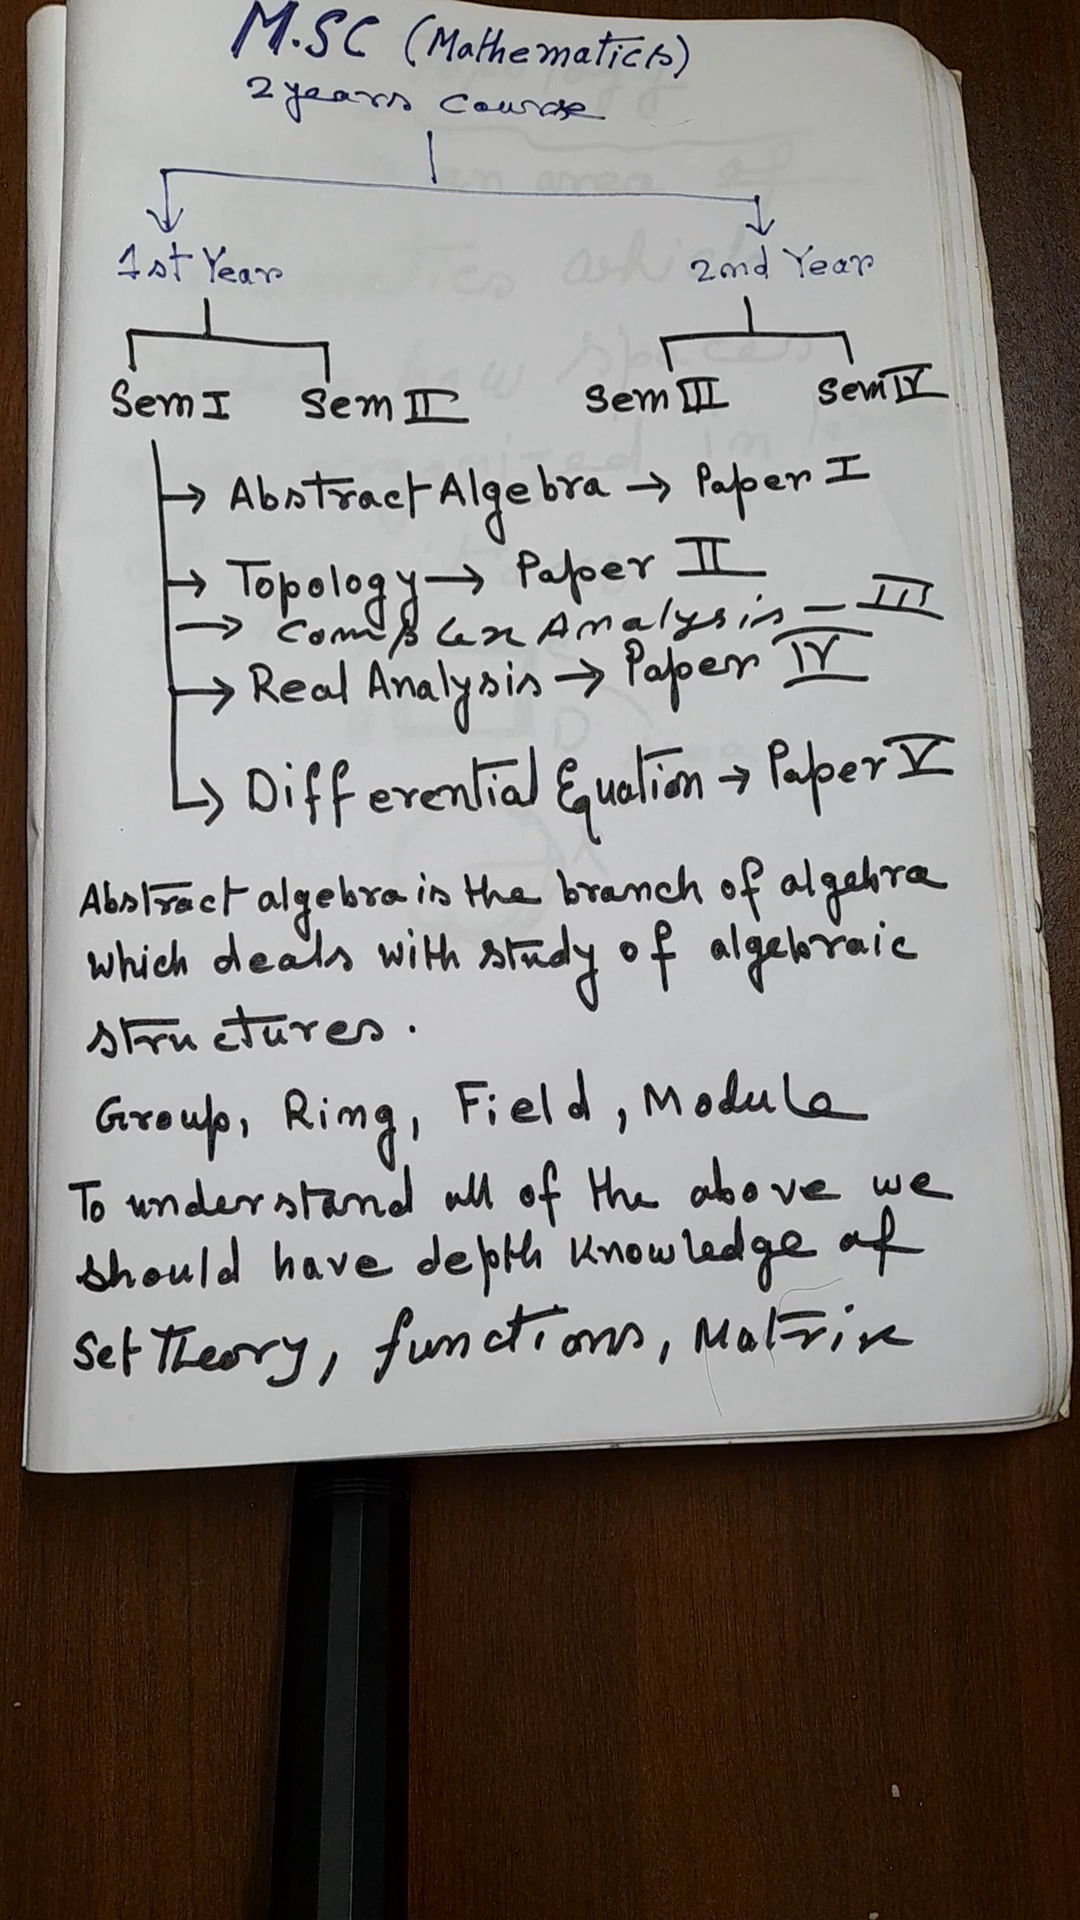 M.SC (Mathematics)
2 years Course
1st Year 2nd Year
Sem I Sem II Sem III Sem IV
→ Abstract Algebra → Paper I
→ Topology → Paper II
→ Complex Analysis – III
→ Real Analysis → Paper IV
→ Differential Equation → Paper V
Abstract algebra is the branch of algebra
which deals with study of algebraic
structures.
Group, Ring, Field, Module
To understand all of the above we
should have depth knowledge of
Set Theory, functions, Matrix